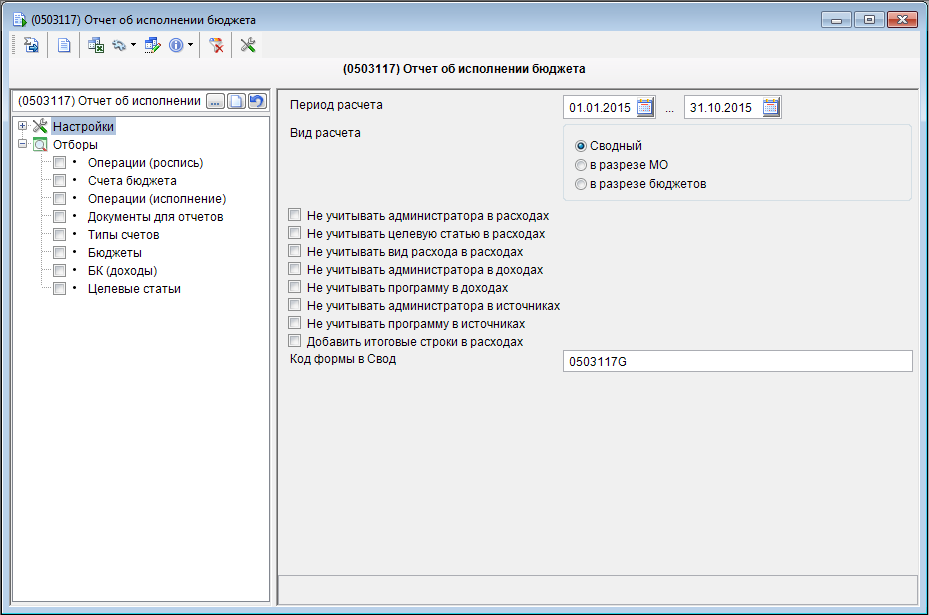 (0503117) Отчет об исполнении бюджета
(0503117) Отчет об исполнении бюджета
(0503117) Отчет об исполнении
...
Настройки
Отборы
Операции (роспись)
Счета бюджета
Операции (исполнение)
Документы для отчетов
Типы счетов
Бюджеты
БК (доходы)
Целевые статьи
Период расчета
01.01.2015 ... 31.10.2015
Вид расчета
Сводный
в разрезе МО
в разрезе бюджетов
Не учитывать администратора в расходах
Не учитывать целевую статью в расходах
Не учитывать вид расхода в расходах
Не учитывать администратора в доходах
Не учитывать программу в доходах
Не учитывать администратора в источниках
Не учитывать программу в источниках
Добавить итоговые строки в расходах
Код формы в Свод
0503117G